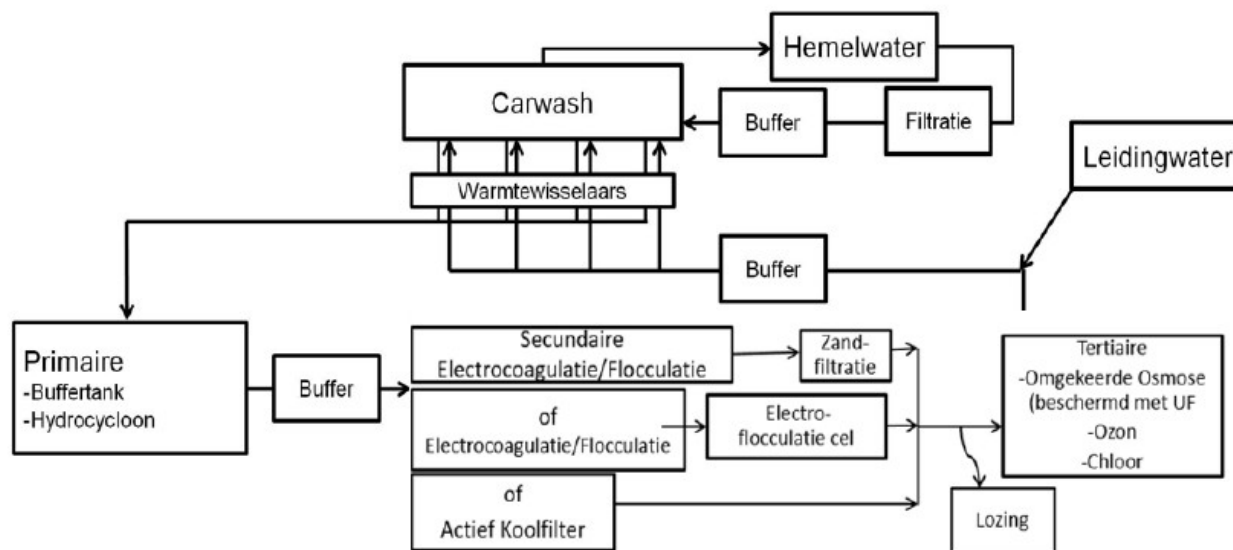 Hemelwater
Carwash
Buffer
Filtratie
Leidingwater
Warmtewisselaars
Buffer
Primaire
-Buffertank
-Hydrocycloon
Buffer
Secundaire
Electrocoagulatie/Flocculatie
Zand-
filtratie
of
Electrocoagulatie/Flocculatie
Electro-
flocculatie cel
of
Actief Koolfilter
Tertiaire
-Omgekeerde Osmose
(beschermd met UF
-Ozon
-Chloor
Lozing